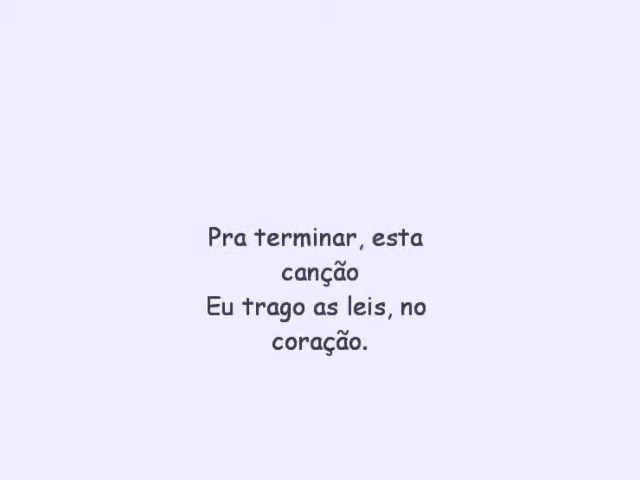 Pra terminar, esta
canção
Eu trago as leis, no
coração.